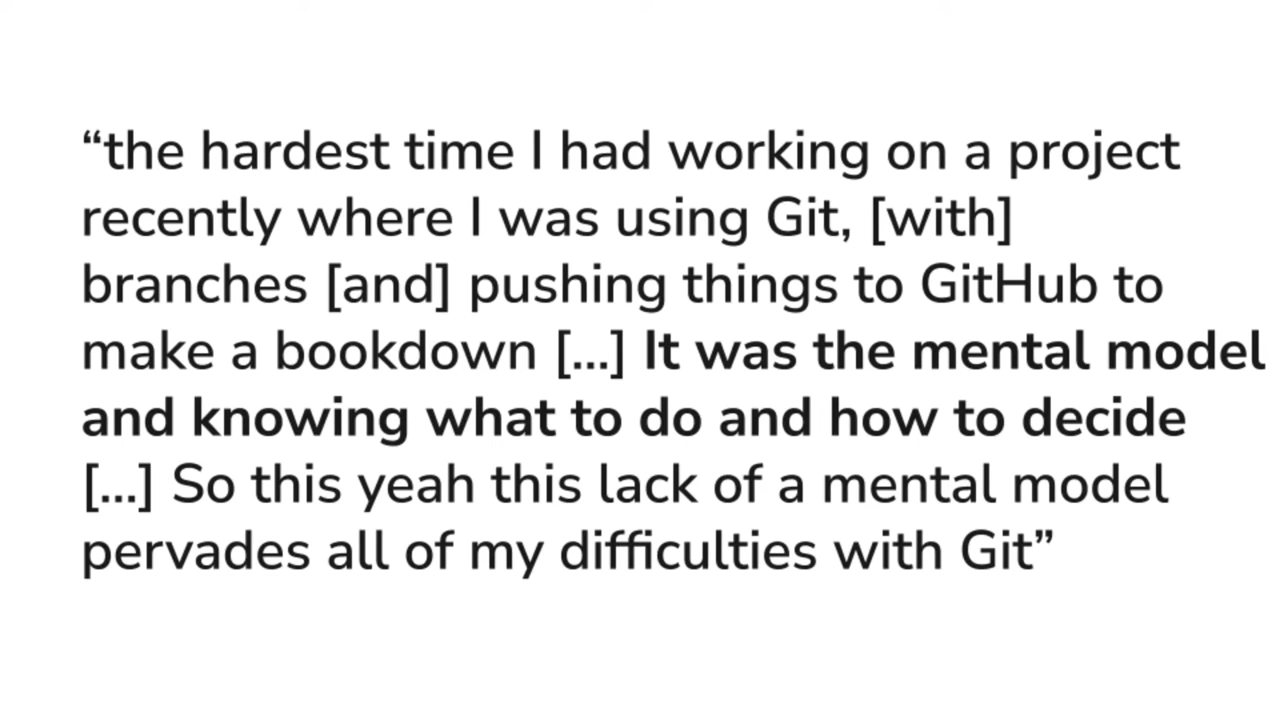 “the hardest time I had working on a project
recently where I was using Git, [with]
branches [and] pushing things to GitHub to
make a bookdown [...] It was the mental model
and knowing what to do and how to decide
[...] So this yeah this lack of a mental model
pervades all of my difficulties with Git”